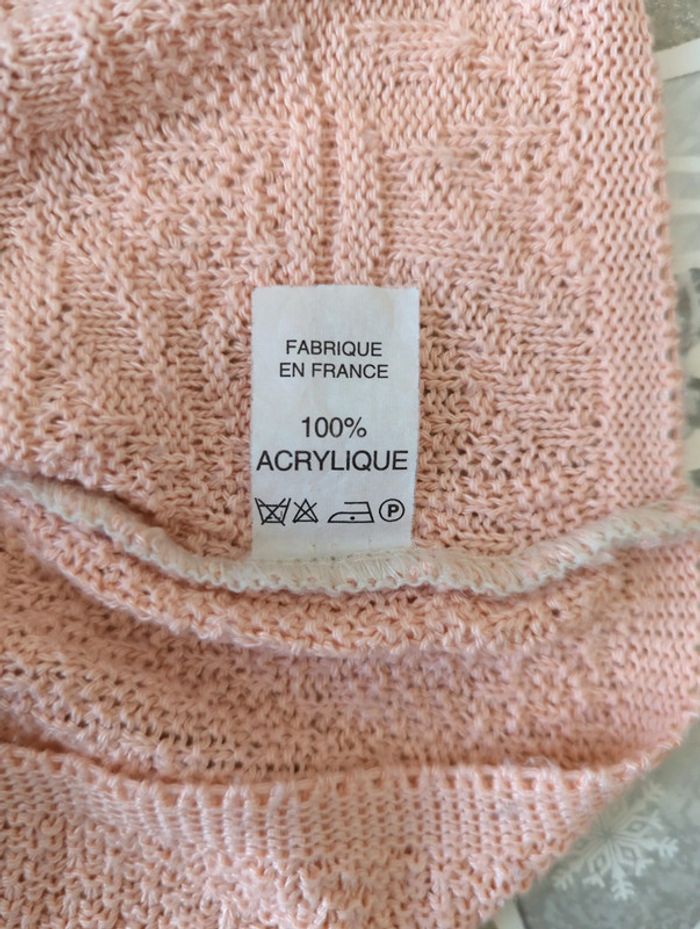 FABRIQUE
EN FRANCE
100%
ACRYLIQUE
P